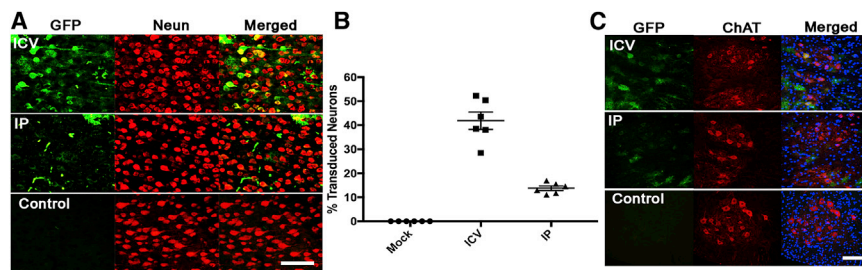 A
GFP Neun Merged
ICV
IP
Control
B
% Transduced Neurons
60
50
40
30
20
10
0
Mock ICV IP
C
GFP ChAT Merged
ICV
IP
Control